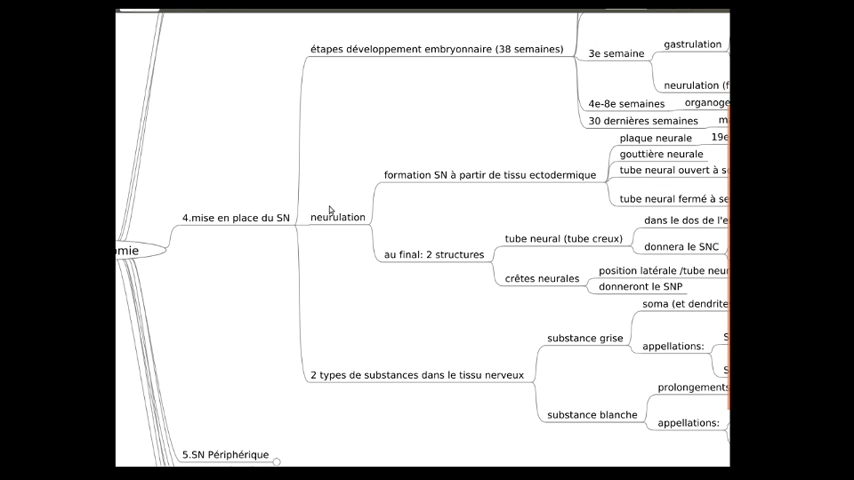 étapes développement embryonnaire (38 semaines)
3e semaine
gastrulation
neurulation (f
4e-8e semaines
organoge
30 dernières semaines
m
4.mise en place du SN
neurulation
formation SN à partir de tissu ectodermique
plaque neurale
19e
gouttière neurale
tube neural ouvert à s
tube neural fermé à se
au final: 2 structures
tube neural (tube creux)
dans le dos de l'e
donnera le SNC
crêtes neurales
position latérale /tube neur
donneront le SNP
2 types de substances dans le tissu nerveux
substance grise
soma (et dendrite
appellations:
S
S
substance blanche
prolongements
appellations:
omie
5.SN Périphérique